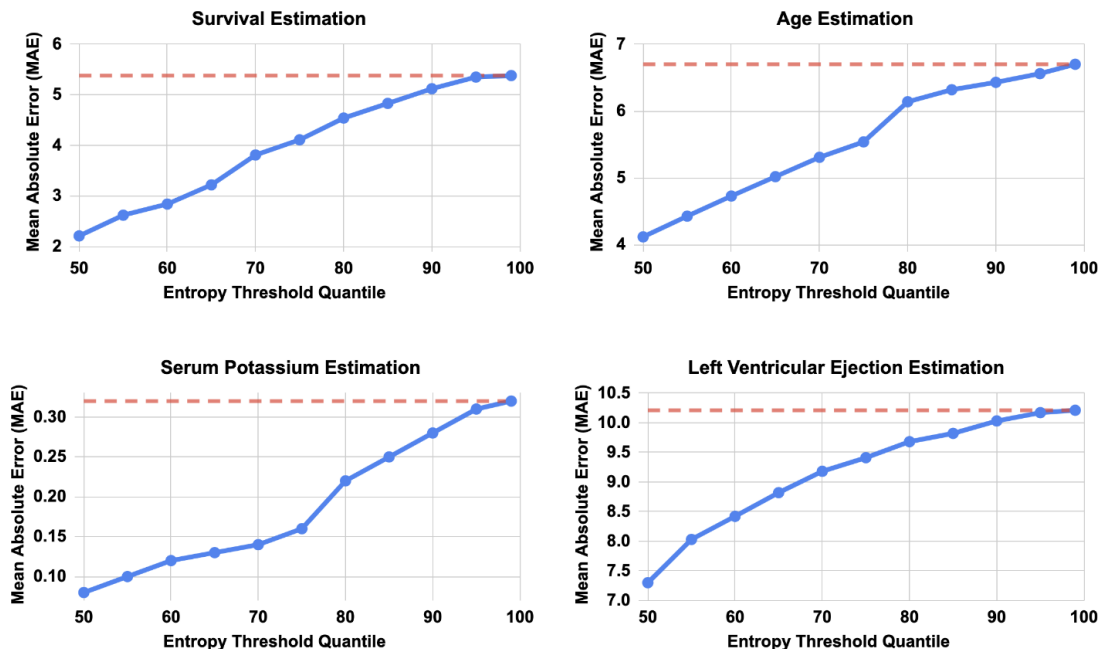 Survival Estimation
Mean Absolute Error (MAE)
6
5
4
3
2
50 60 70 80 90 100
Entropy Threshold Quantile
Age Estimation
Mean Absolute Error (MAE)
7
6
5
4
50 60 70 80 90 100
Entropy Threshold Quantile
Serum Potassium Estimation
Mean Absolute Error (MAE)
0.30
0.25
0.20
0.15
0.10
50 60 70 80 90 100
Entropy Threshold Quantile
Left Ventricular Ejection Estimation
Mean Absolute Error (MAE)
10.5
10.0
9.5
9.0
8.5
8.0
7.5
7.0
50 60 70 80 90 100
Entropy Threshold Quantile